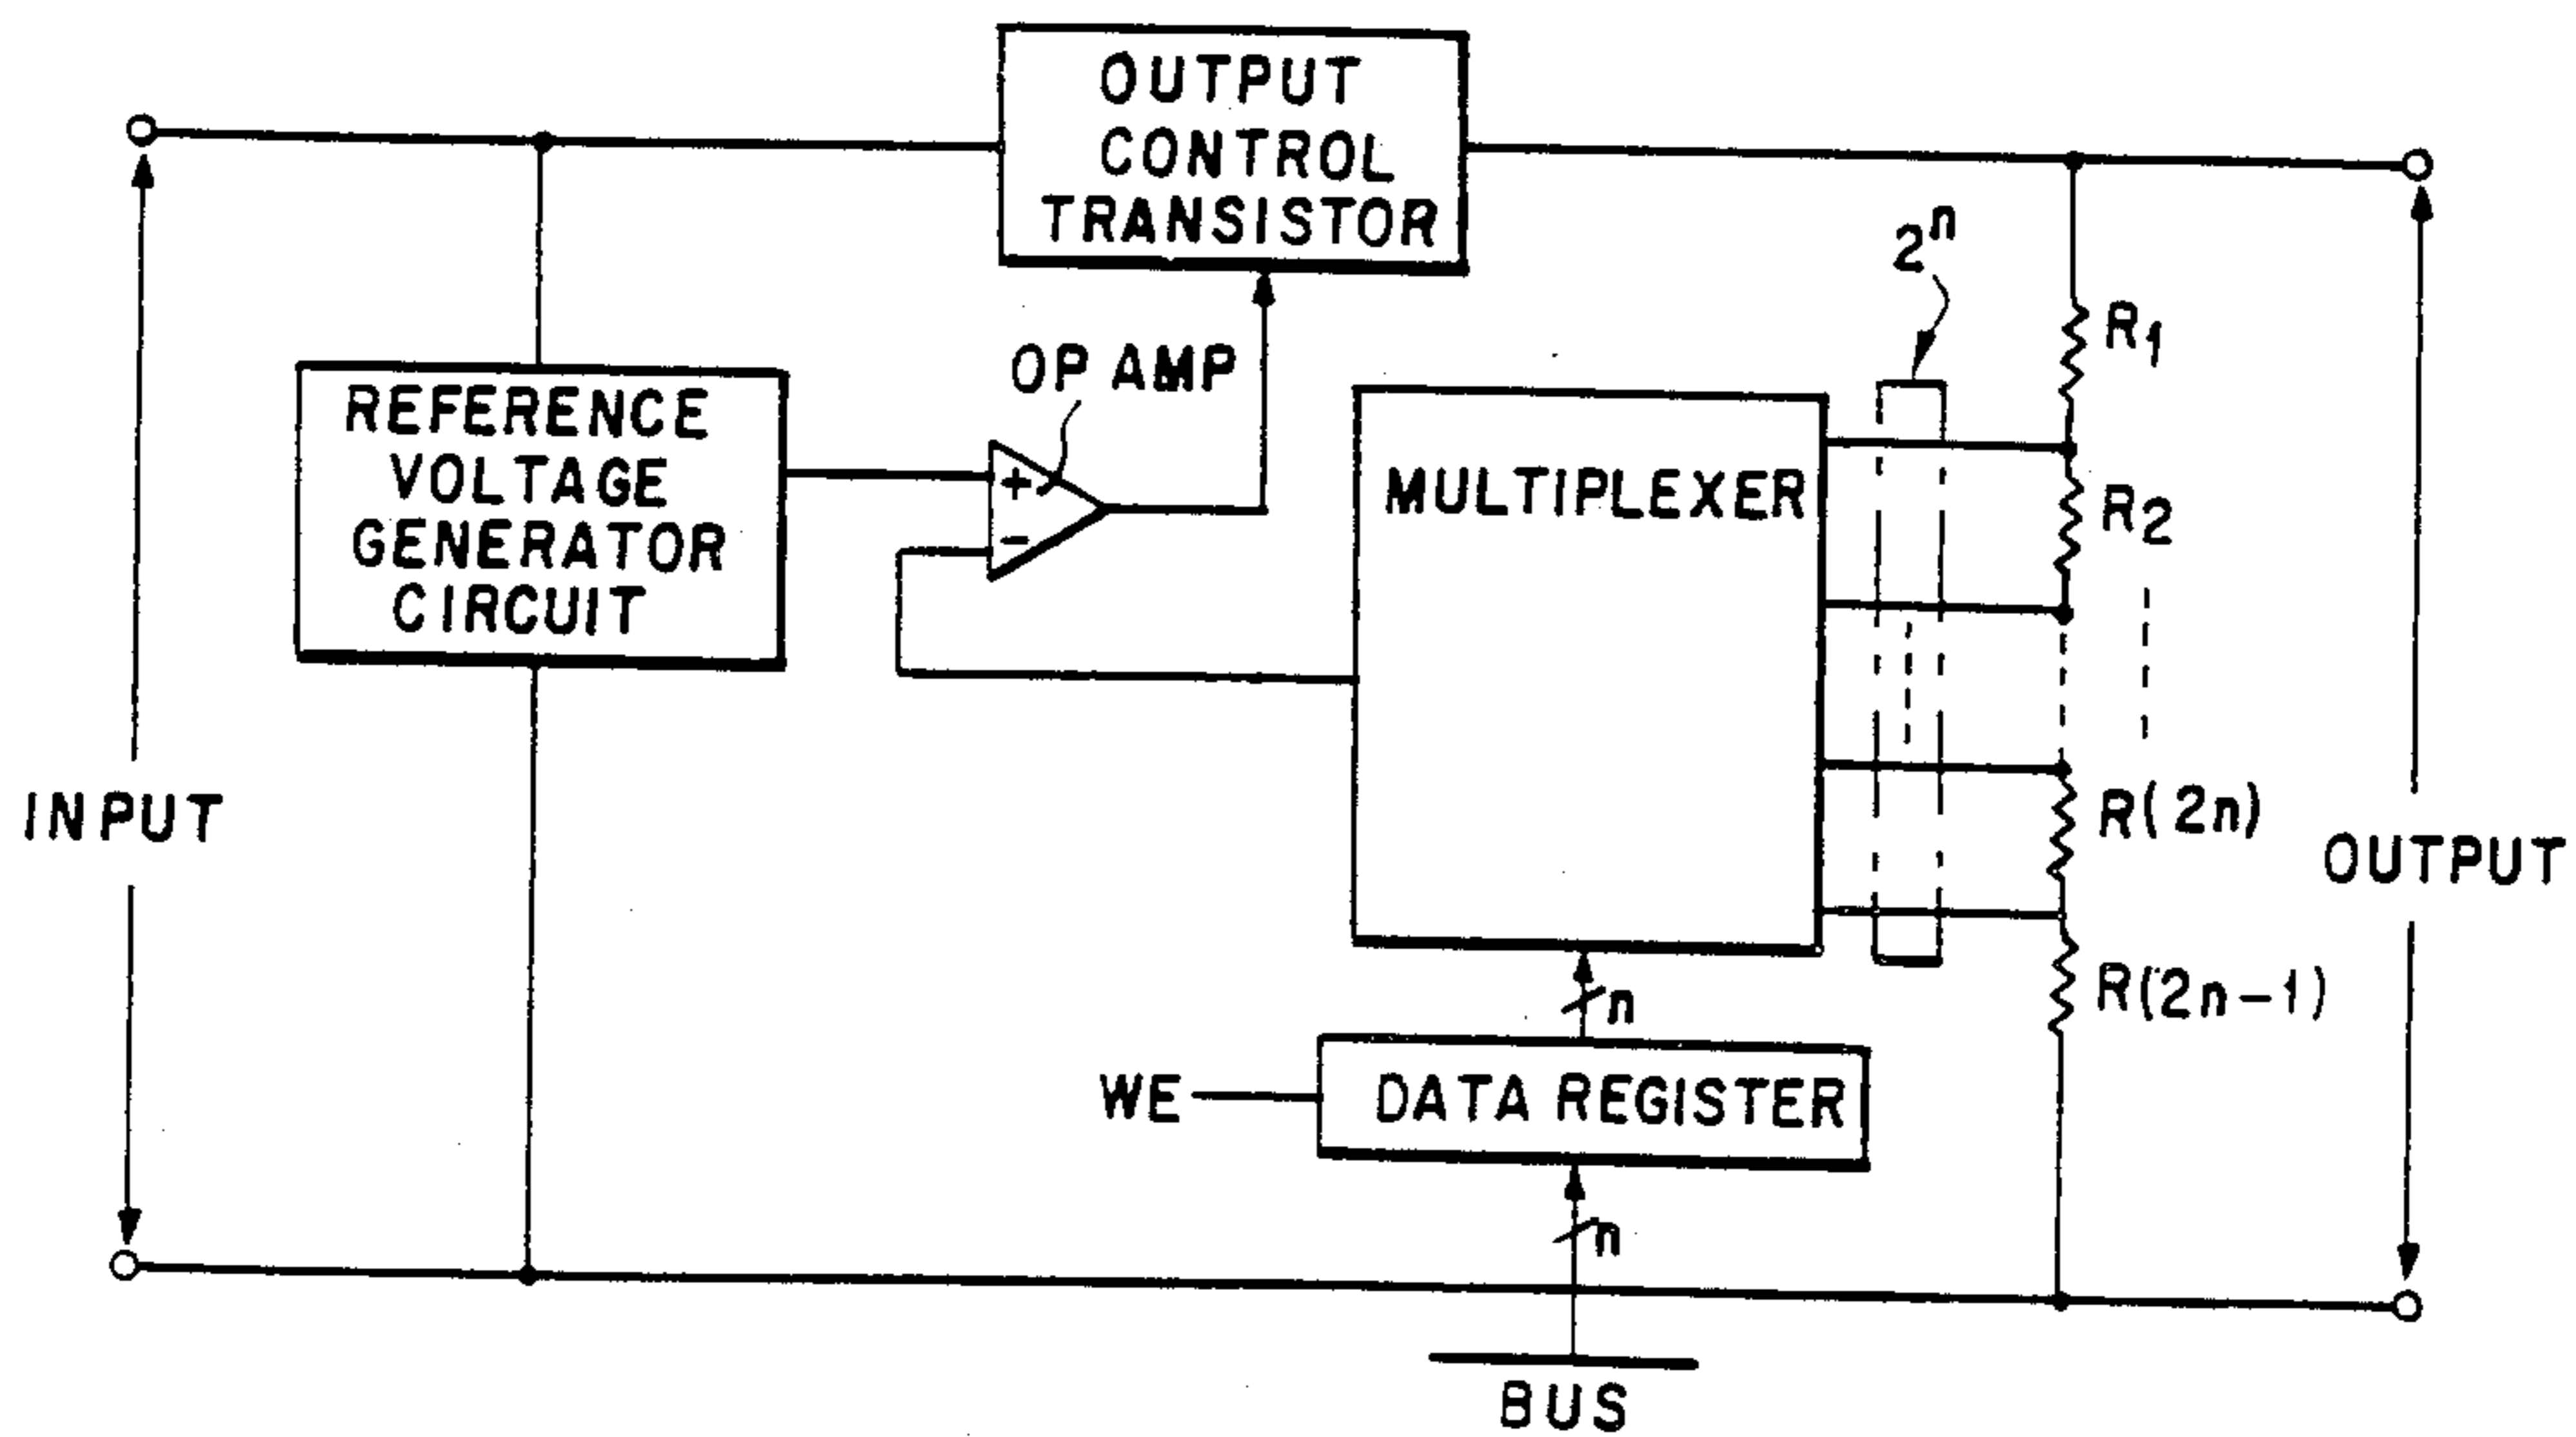 OUTPUT
CONTROL
TRANSISTOR
2ⁿ
R1
OP AMP
REFERENCE
VOLTAGE
GENERATOR
CIRCUIT
+
-
MULTIPLEXER
R2
INPUT
R(2n)
OUTPUT
R(2n-1)
n
WE
DATA REGISTER
n
BUS